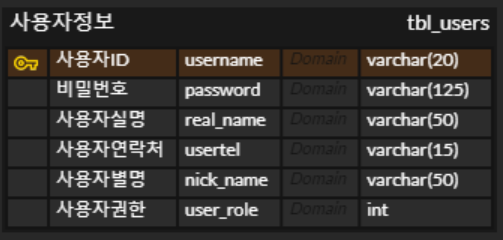 사용자정보 tbl_users
사용자ID username Domain varchar(20)
비밀번호 password Domain varchar(125)
사용자실명 real_name Domain varchar(50)
사용자연락처 usertel Domain varchar(15)
사용자별명 nick_name Domain varchar(50)
사용자권한 user_role Domain int